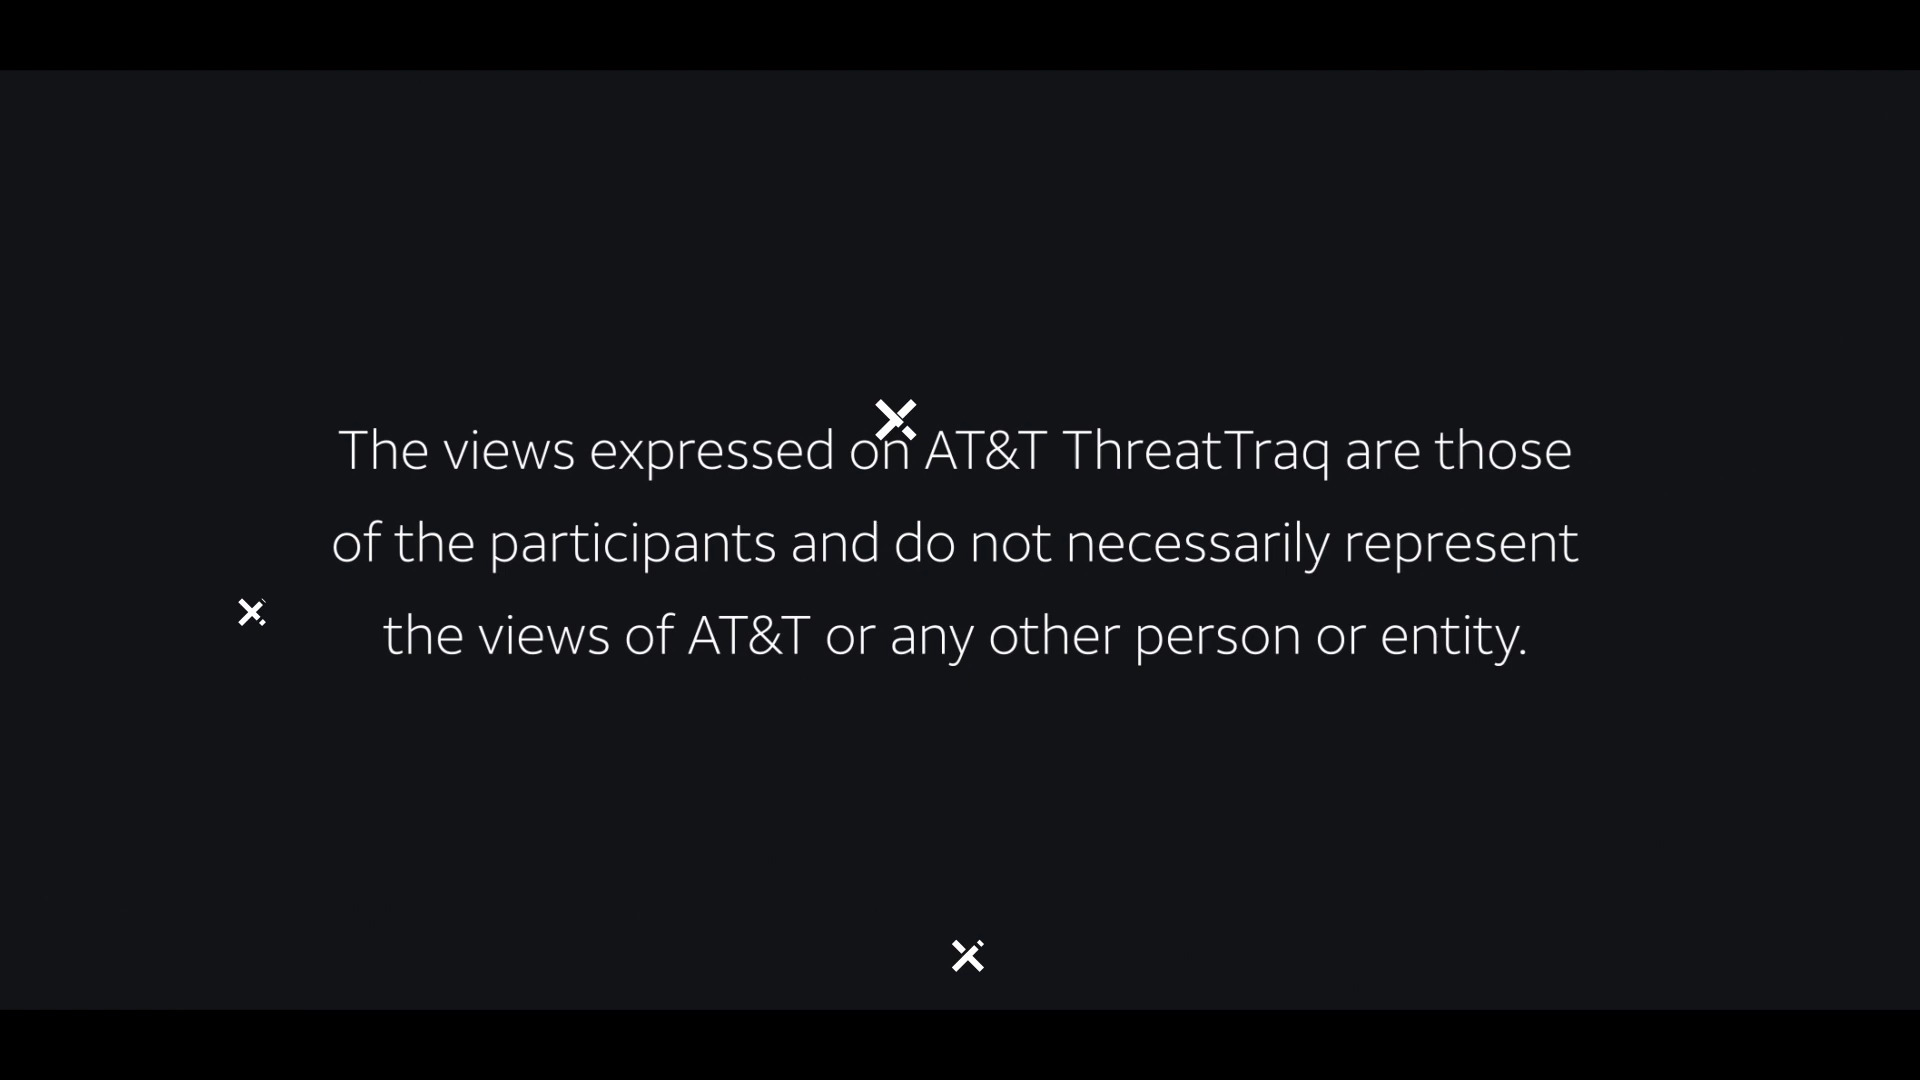 The views expressed on AT&T ThreatTraq are those
of the participants and do not necessarily represent
the views of AT&T or any other person or entity.